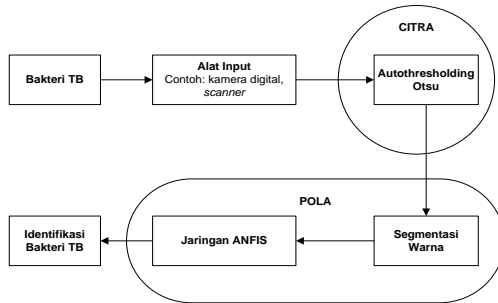 CITRA
Bakteri TB
Alat Input
Contoh: kamera digital,
scanner
Autothresholding
Otsu
POLA
Identifikasi
Bakteri TB
Jaringan ANFIS
Segmentasi
Warna